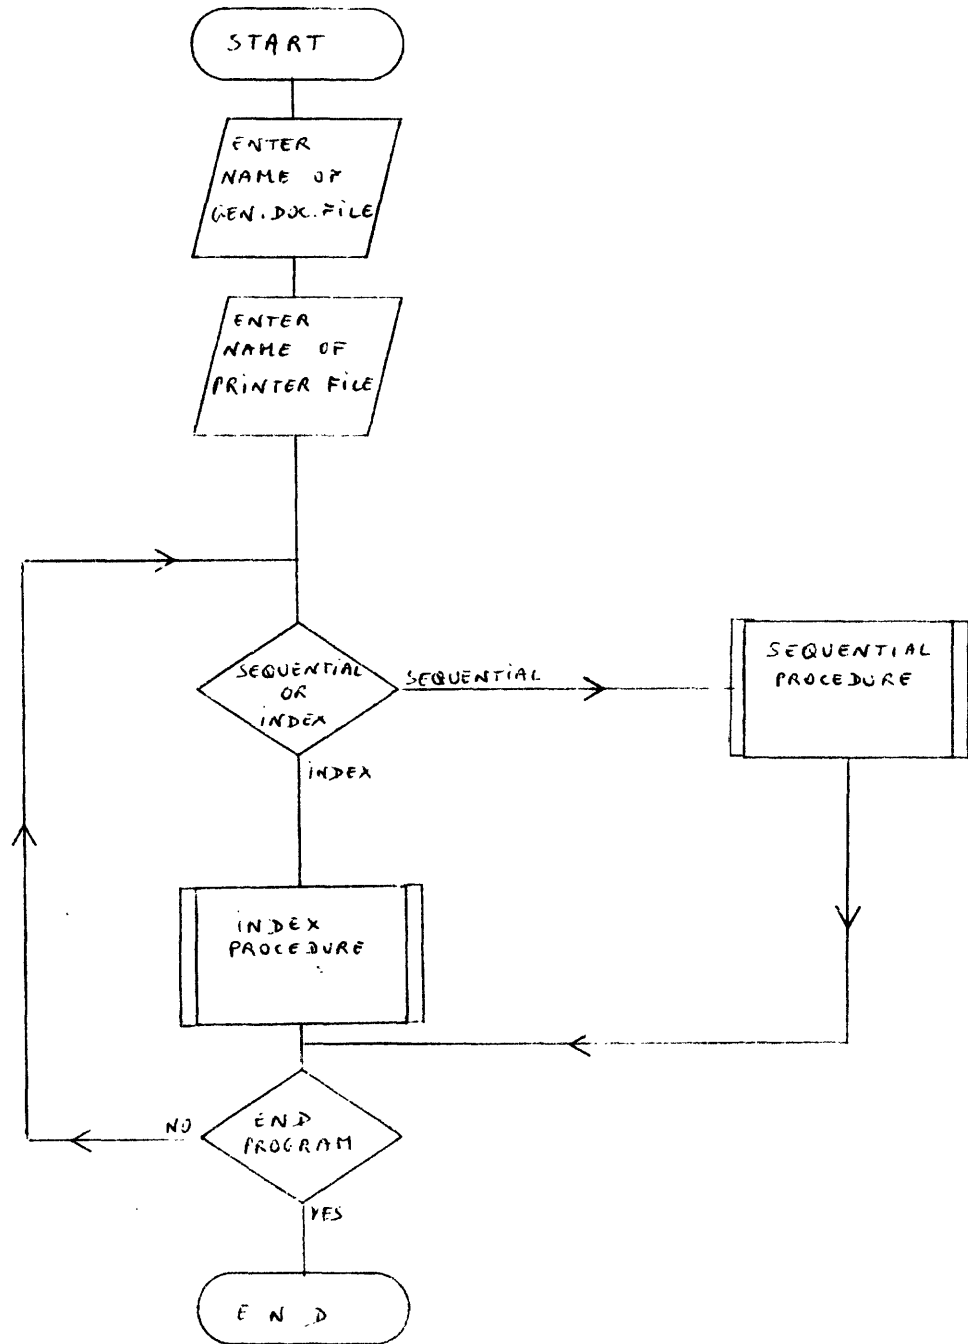 START
ENTER
NAME OF
GEN.DOC.FILE
ENTER
NAME OF
PRINTER FILE
SEQUENTIAL
OR
INDEX
SEQUENTIAL
SEQUENTIAL
PROCEDURE
INDEX
INDEX
PROCEDURE
NO
END
PROGRAM
YES
END